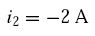 i₂ = −2 A